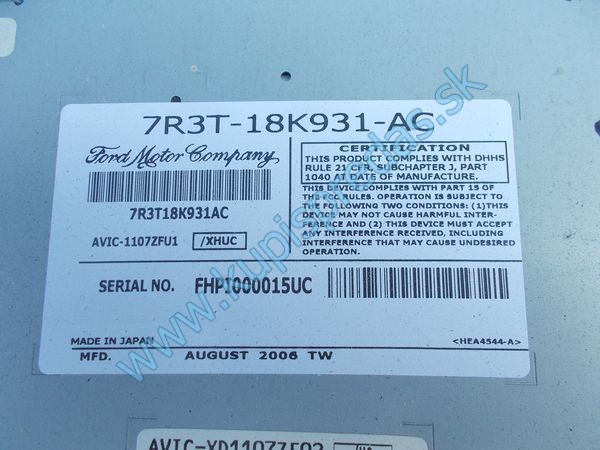 7R3T-18K931-AC
Ford Motor Company
7R3T18K931AC
AVIC-1107ZFU1 /XHUC
CERTIFICATION
THIS PRODUCT COMPLIES WITH DHHS
RULE 21 CFR, SUBCHAPTER J, PART
1040 AT DATE OF MANUFACTURE.
THIS DEVICE COMPLIES WITH PART 15 OF
THE FCC RULES. OPERATION IS SUBJECT TO
THE FOLLOWING TWO CONDITIONS: (1)THIS
DEVICE MAY NOT CAUSE HARMFUL INTER-
FERENCE AND (2) THIS DEVICE MUST ACCEPT
ANY INTERFERENCE RECEIVED, INCLUDING
INTERFERENCE THAT MAY CAUSE UNDESIRED
OPERATION.
SERIAL NO. FHPI000015UC
MADE IN JAPAN
<HEA4544-A>
MFD. AUGUST 2006 TW
www.kupismedas.sk